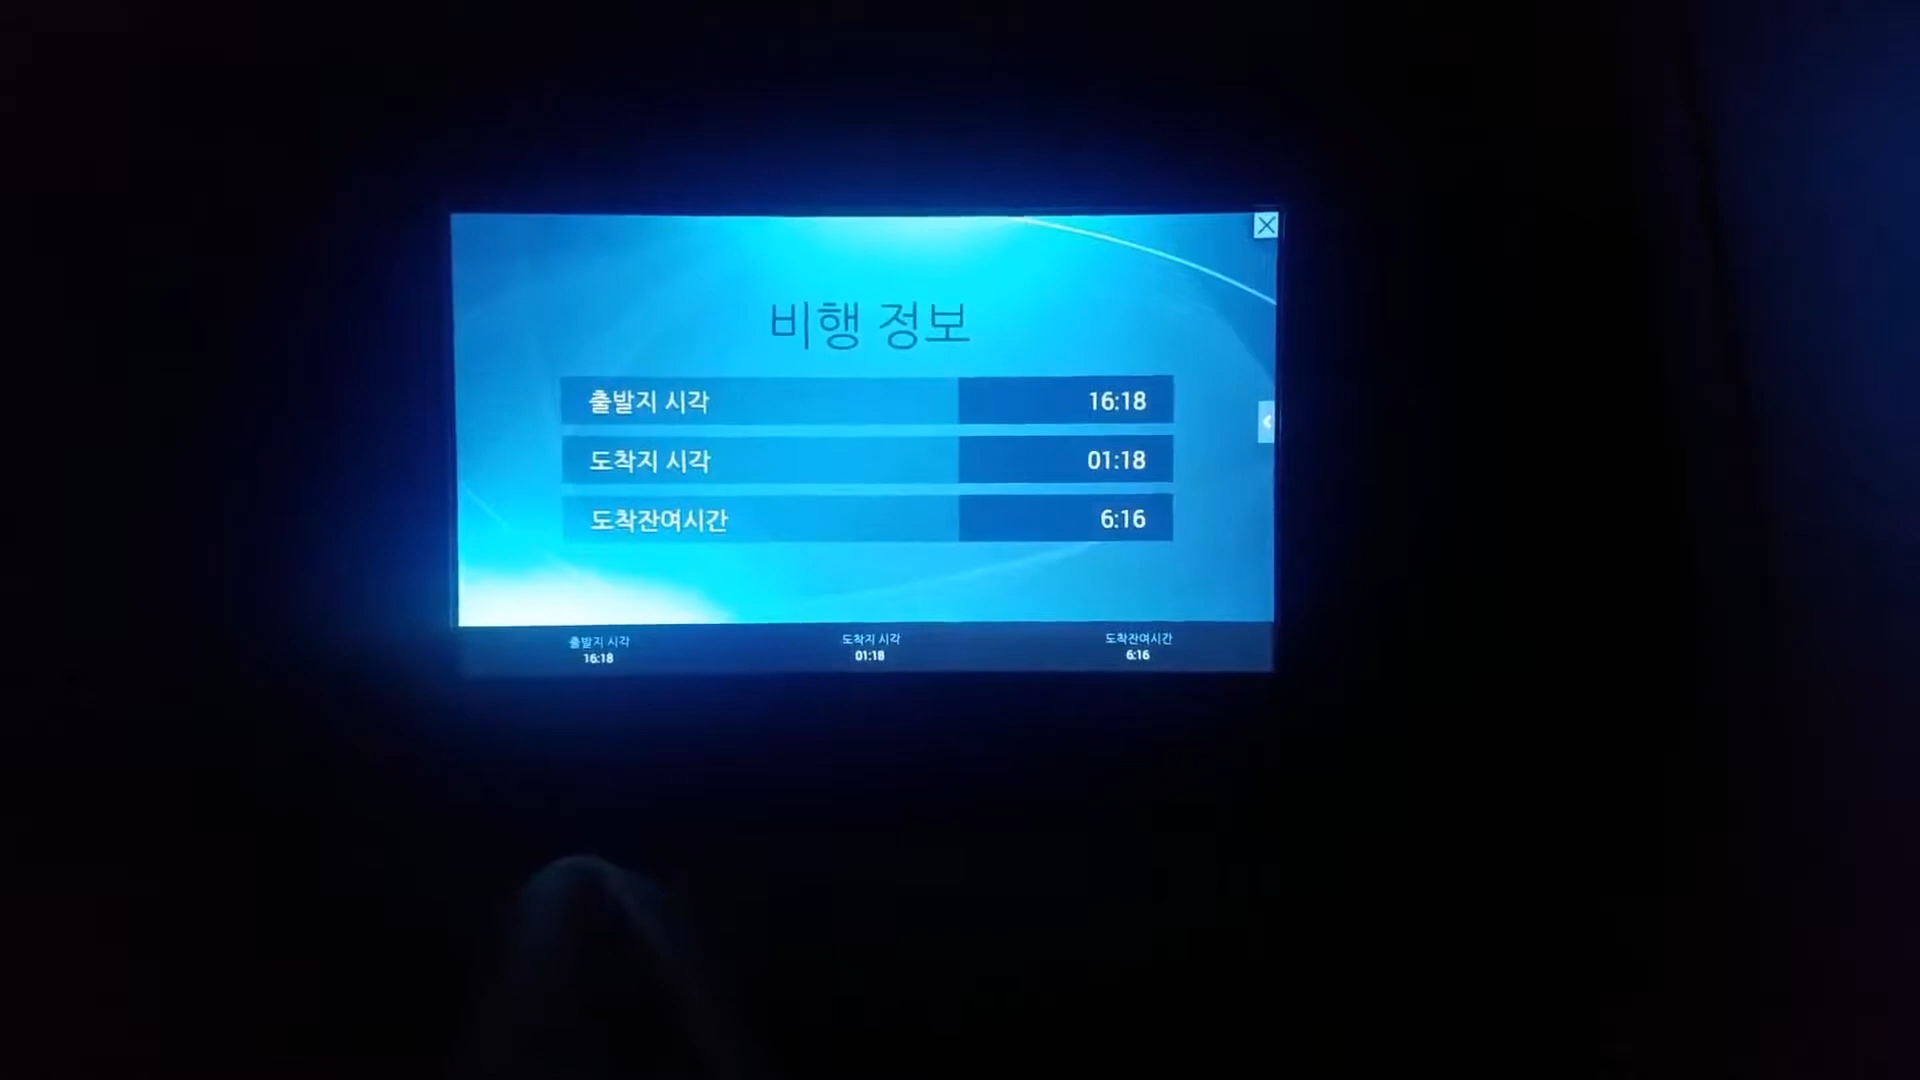 비행 정보
출발지 시각 16:18
도착지 시각 01:18
도착잔여시간 6:16
출발지 시각 도착지 시각 도착잔여시간
16:18 01:18 6:16